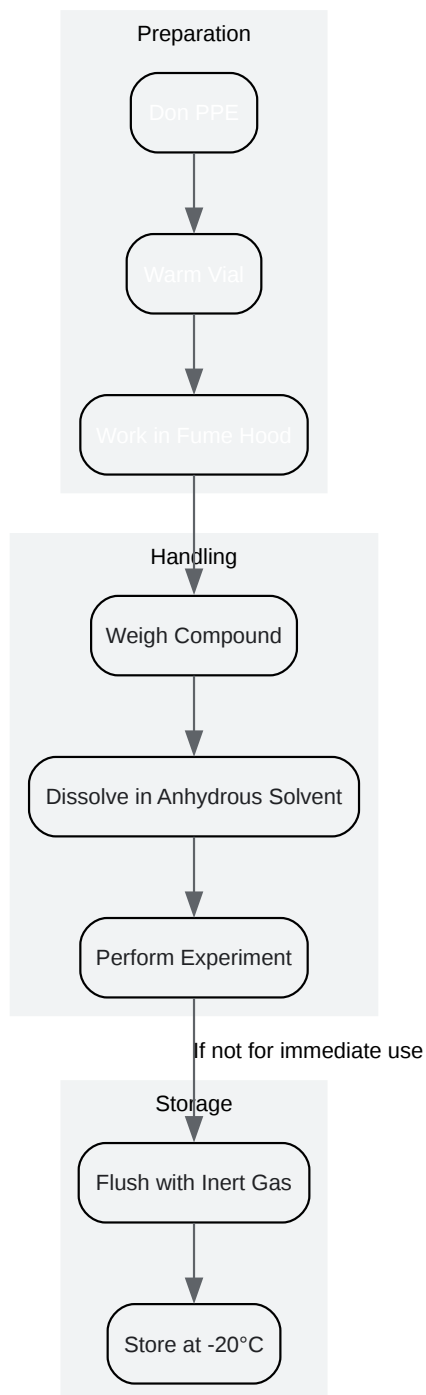 Preparation
Don PPE
Warm Vial
Work in Fume Hood
Handling
Weigh Compound
Dissolve in Anhydrous Solvent
Perform Experiment
If not for immediate use
Storage
Flush with Inert Gas
Store at -20°C